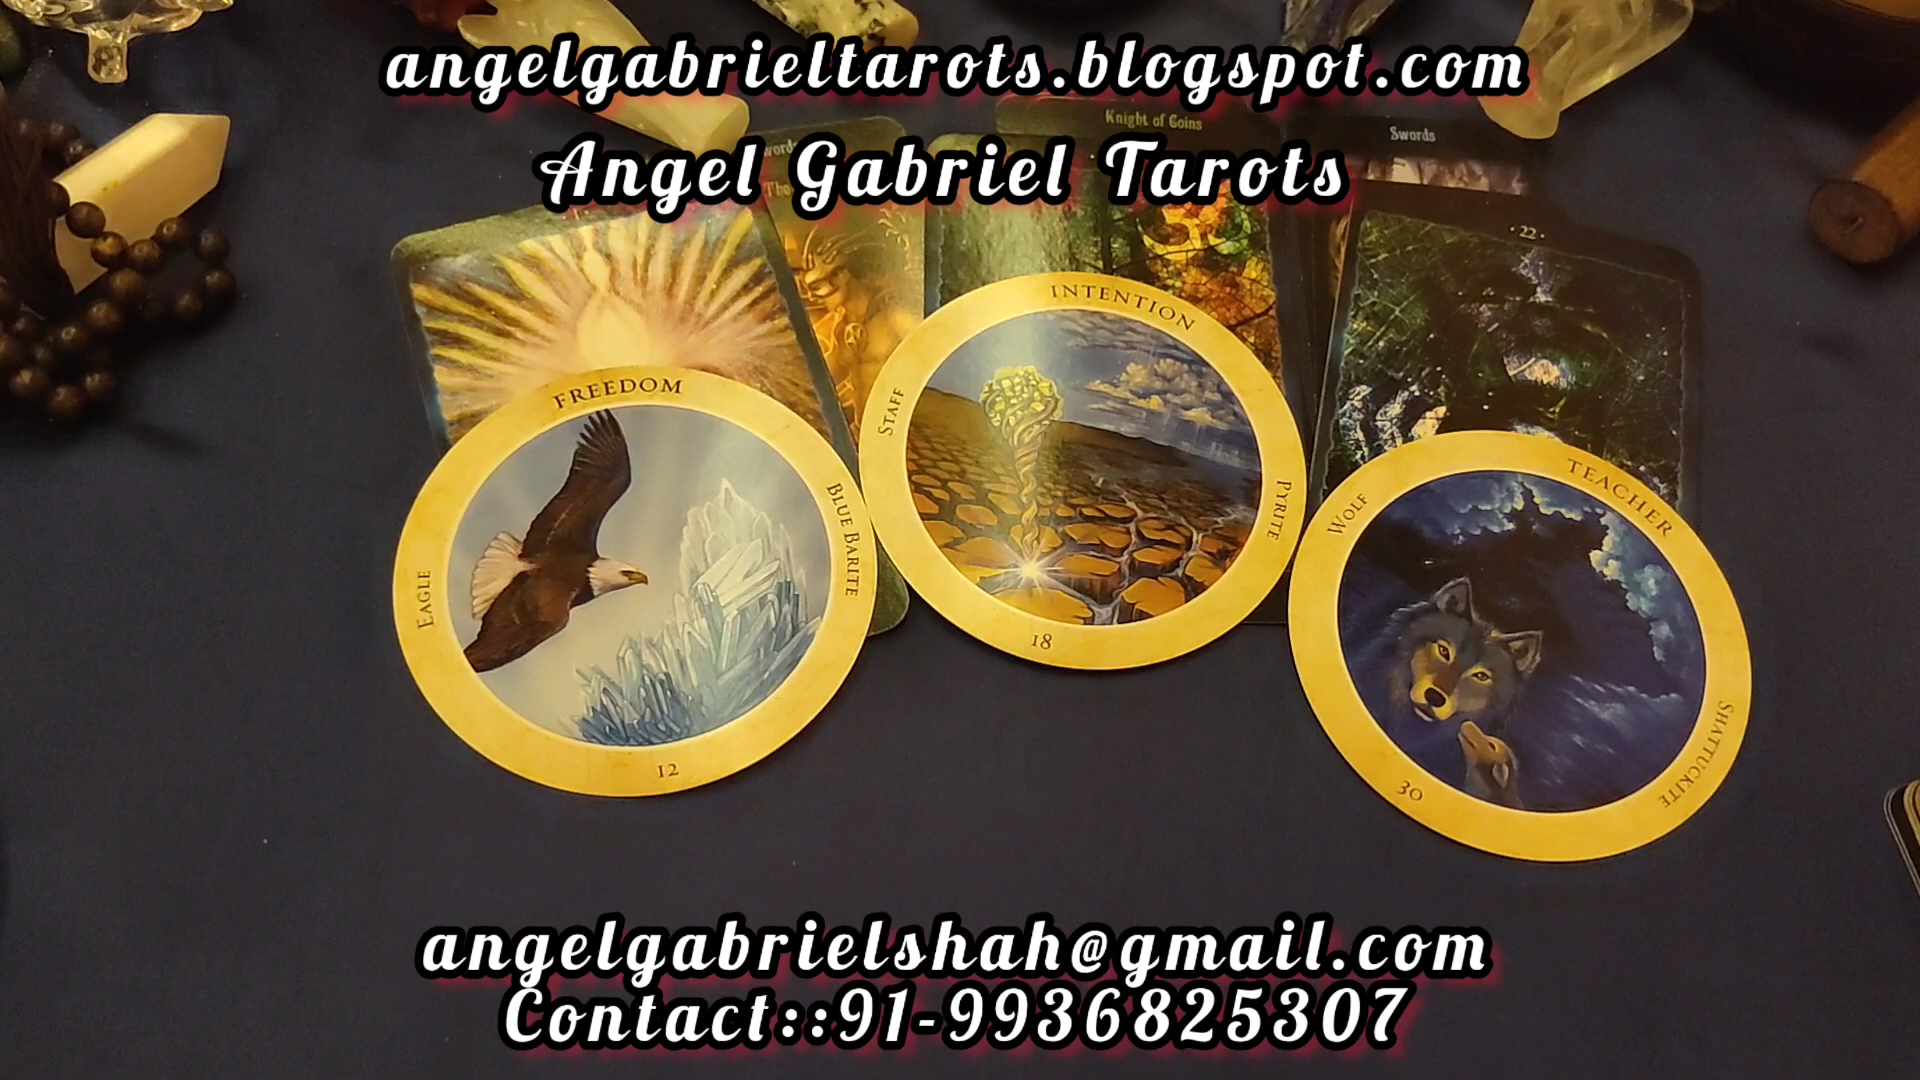 angelgabrieltarots.blogspot.com
Angel Gabriel Tarots
Knight of Coins
Swords
· 22 ·
INTENTION
STAFF
PYRITE
18
FREEDOM
EAGLE
BLUE BARITE
12
TEACHER
WOLF
SHATTUCKITE
30
angelgabrielshah@gmail.com
Contact::91-9936825307